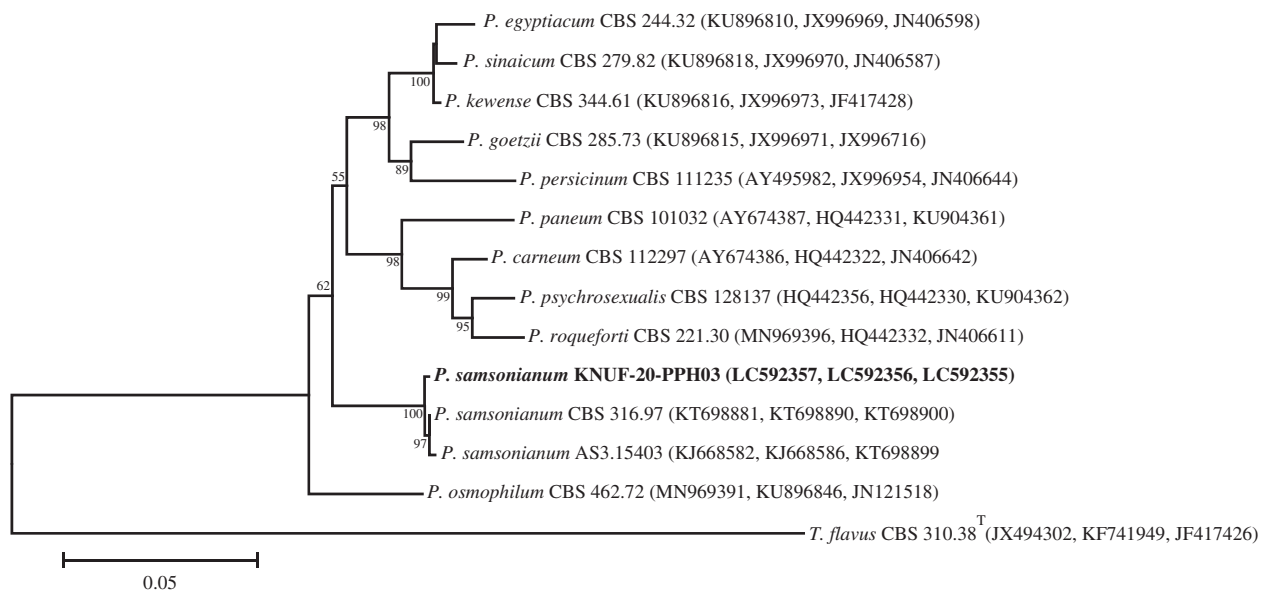 P. egyptiacum CBS 244.32 (KU896810, JX996969, JN406598)
P. sinaicum CBS 279.82 (KU896818, JX996970, JN406587)
100
P. kewense CBS 344.61 (KU896816, JX996973, JF417428)
98
P. goetzii CBS 285.73 (KU896815, JX996971, JX996716)
89
P. persicinum CBS 111235 (AY495982, JX996954, JN406644)
55
P. paneum CBS 101032 (AY674387, HQ442331, KU904361)
98
P. carneum CBS 112297 (AY674386, HQ442322, JN406642)
62
99
P. psychrosexualis CBS 128137 (HQ442356, HQ442330, KU904362)
95
P. roqueforti CBS 221.30 (MN969396, HQ442332, JN406611)
P. samsonianum KNUF-20-PPH03 (LC592357, LC592356, LC592355)
100
P. samsonianum CBS 316.97 (KT698881, KT698890, KT698900)
97
P. samsonianum AS3.15403 (KJ668582, KJ668586, KT698899
P. osmophilum CBS 462.72 (MN969391, KU896846, JN121518)
T. flavus CBS 310.38T(JX494302, KF741949, JF417426)
0.05